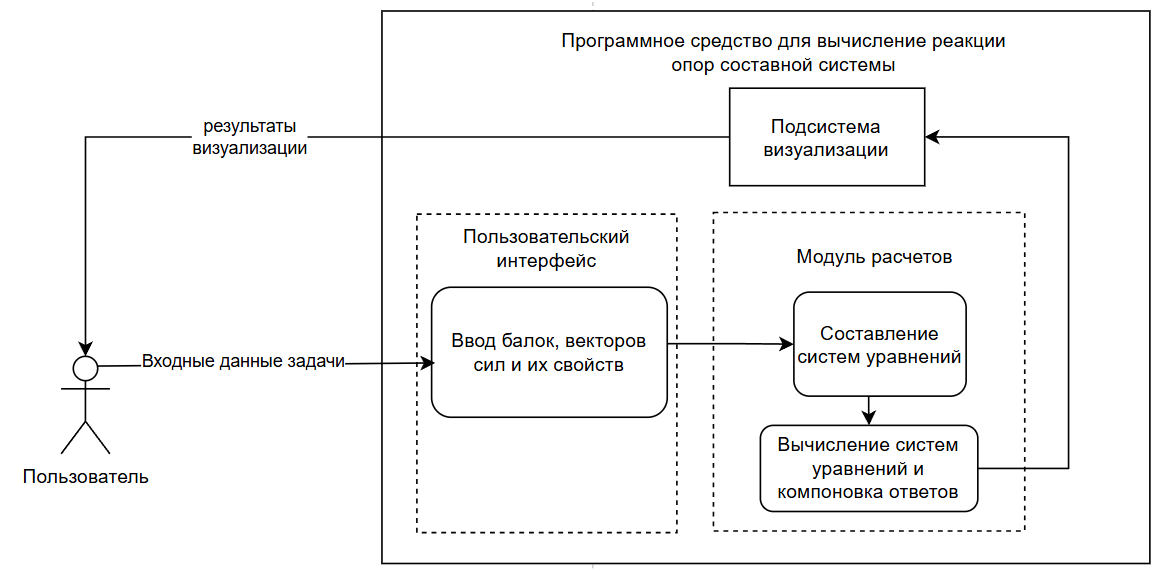 Программное средство для вычисление реакции
опор составной системы
Подсистема
визуализации
результаты
визуализации
Пользовательский
интерфейс
Модуль расчетов
Ввод балок, векторов
сил и их свойств
Составление
систем уравнений
Входные данные задачи
Вычисление систем
уравнений и
компоновка ответов
Пользователь